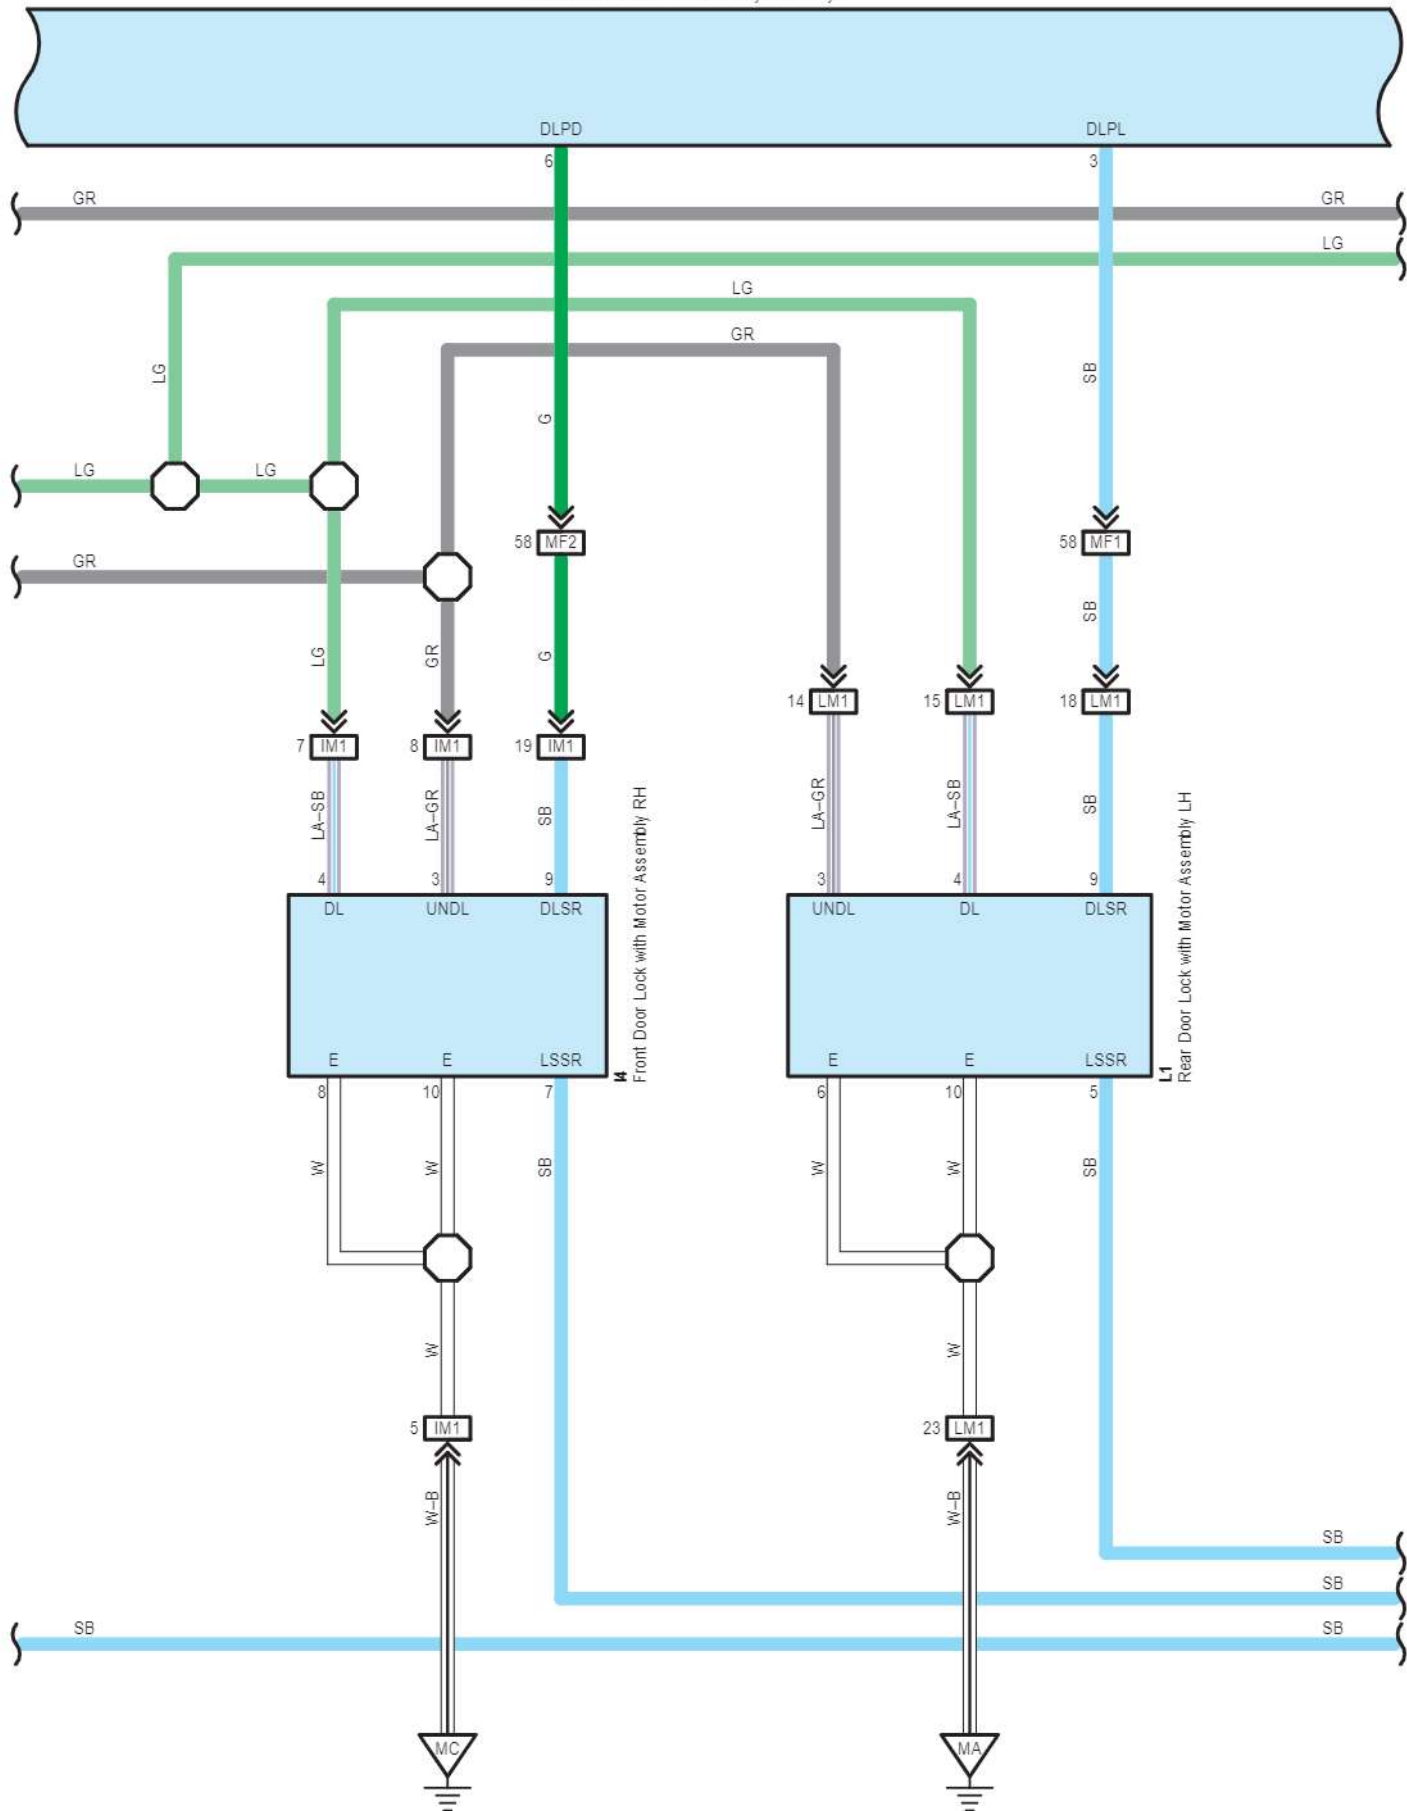 DLPD DLPL
6 3
GR GR
LG
LG
GR
LG SB
G
LG LG
58 MF2 58 MF1
GR
SB
LG GR G
14 LM1 15 LM1 18 LM1
7 IM1 8 IM1 19 IM1
LA-SB LA-GR SB LA-GR LA-SB SB
4 3 9 3 4 9
DL UNDL DLSR UNDL DL DLSR
I4
Front Door Lock with Motor Assembly RH
L1
Rear Door Lock with Motor Assembly LH
E E LSSR E E LSSR
8 10 7 6 10 5
W W SB W W SB
W W
5 IM1 23 LM1
W-B W-B
SB
SB
SB SB
MC MA